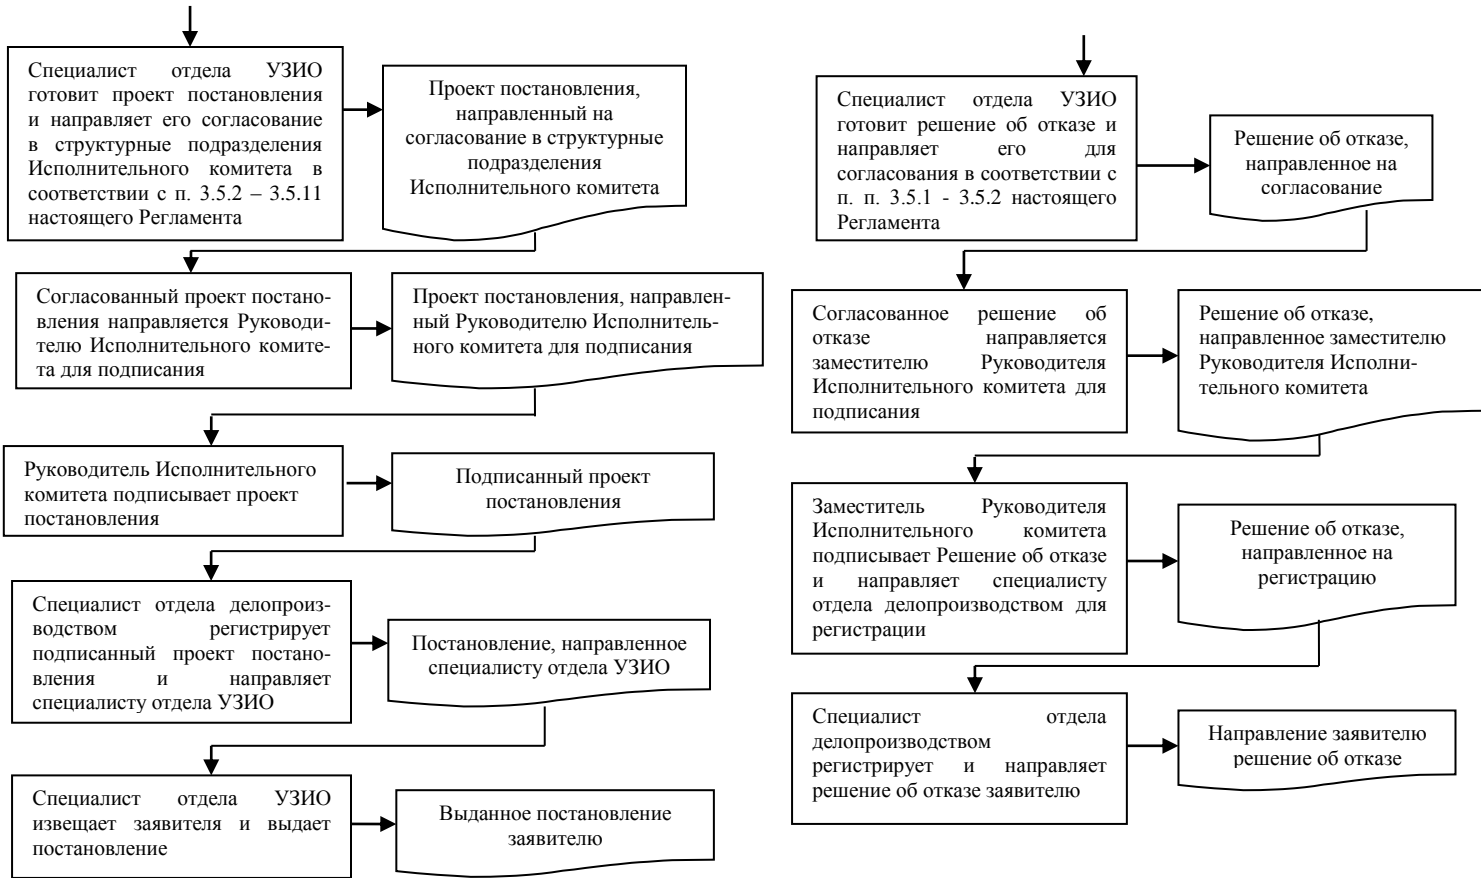 Специалист отдела УЗИО
готовит проект постановления
и направляет его согласование
в структурные подразделения
Исполнительного комитета в
соответствии с п. 3.5.2 – 3.5.11
настоящего Регламента
Проект постановления,
направленный на
согласование в структурные
подразделения
Исполнительного комитета
Согласованный проект постано-
вления направляется Руководи-
телю Исполнительного комите-
та для подписания
Проект постановления, направлен-
ный Руководителю Исполнитель-
ного комитета для подписания
Руководитель Исполнительного
комитета подписывает проект
постановления
Подписанный проект
постановления
Специалист отдела делопроиз-
водством регистрирует
подписанный проект постано-
вления и направляет
специалисту отдела УЗИО
Постановление, направленное
специалисту отдела УЗИО
Специалист отдела УЗИО
извещает заявителя и выдает
постановление
Выданное постановление
заявителю
Специалист отдела УЗИО
готовит решение об отказе и
направляет его для
согласования в соответствии с
п. п. 3.5.1 - 3.5.2 настоящего
Регламента
Решение об отказе,
направленное на
согласование
Согласованное решение об
отказе направляется
заместителю Руководителя
Исполнительного комитета для
подписания
Решение об отказе,
направленное заместителю
Руководителя Исполни-
тельного комитета
Заместитель Руководителя
Исполнительного комитета
подписывает Решение об отказе
и направляет специалисту
отдела делопроизводством для
регистрации
Решение об отказе,
направленное на
регистрацию
Специалист отдела
делопроизводством
регистрирует и направляет
решение об отказе заявителю
Направление заявителю
решение об отказе